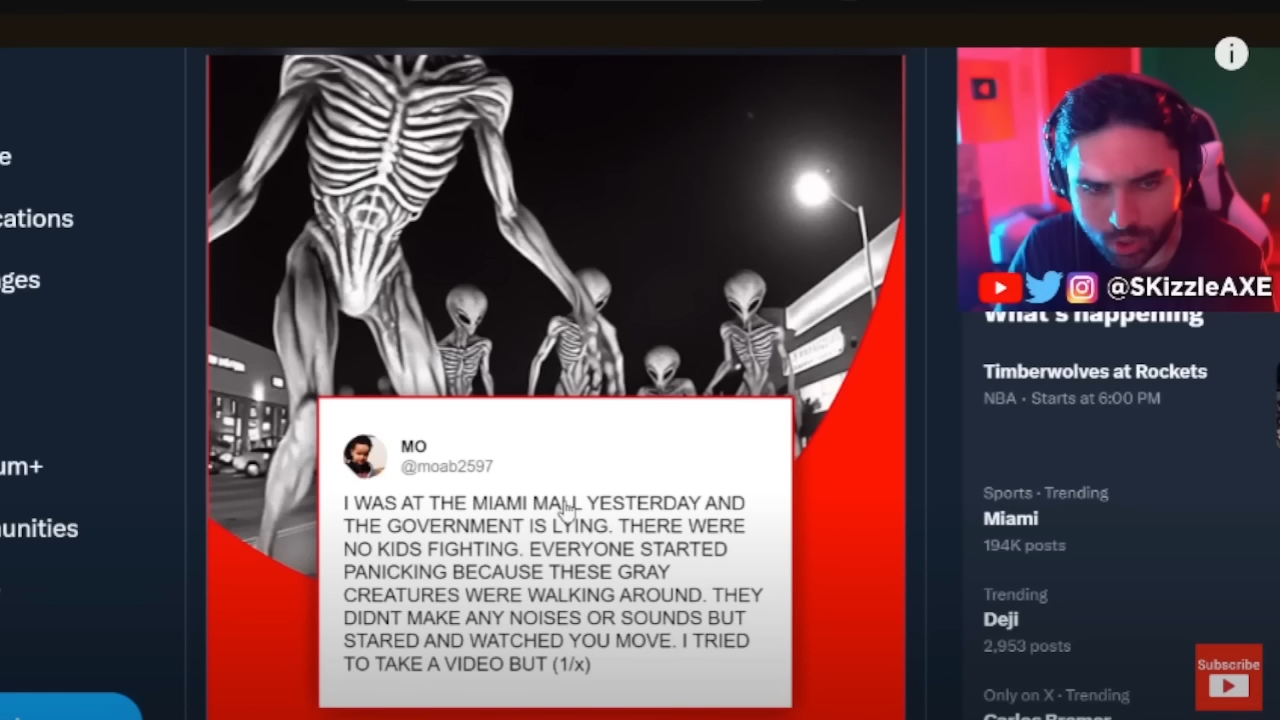 e
cations
ges
um+
unities
MO
@moab2597
I WAS AT THE MIAMI MALL YESTERDAY AND
THE GOVERNMENT IS LYING. THERE WERE
NO KIDS FIGHTING. EVERYONE STARTED
PANICKING BECAUSE THESE GRAY
CREATURES WERE WALKING AROUND. THEY
DIDNT MAKE ANY NOISES OR SOUNDS BUT
STARED AND WATCHED YOU MOVE. I TRIED
TO TAKE A VIDEO BUT (1/x)
i
@SKizzleAXE
What's happening
Timberwolves at Rockets
NBA · Starts at 6:00 PM
Sports · Trending
Miami
194K posts
Trending
Deji
2,953 posts
Subscribe
Only on X · Trending